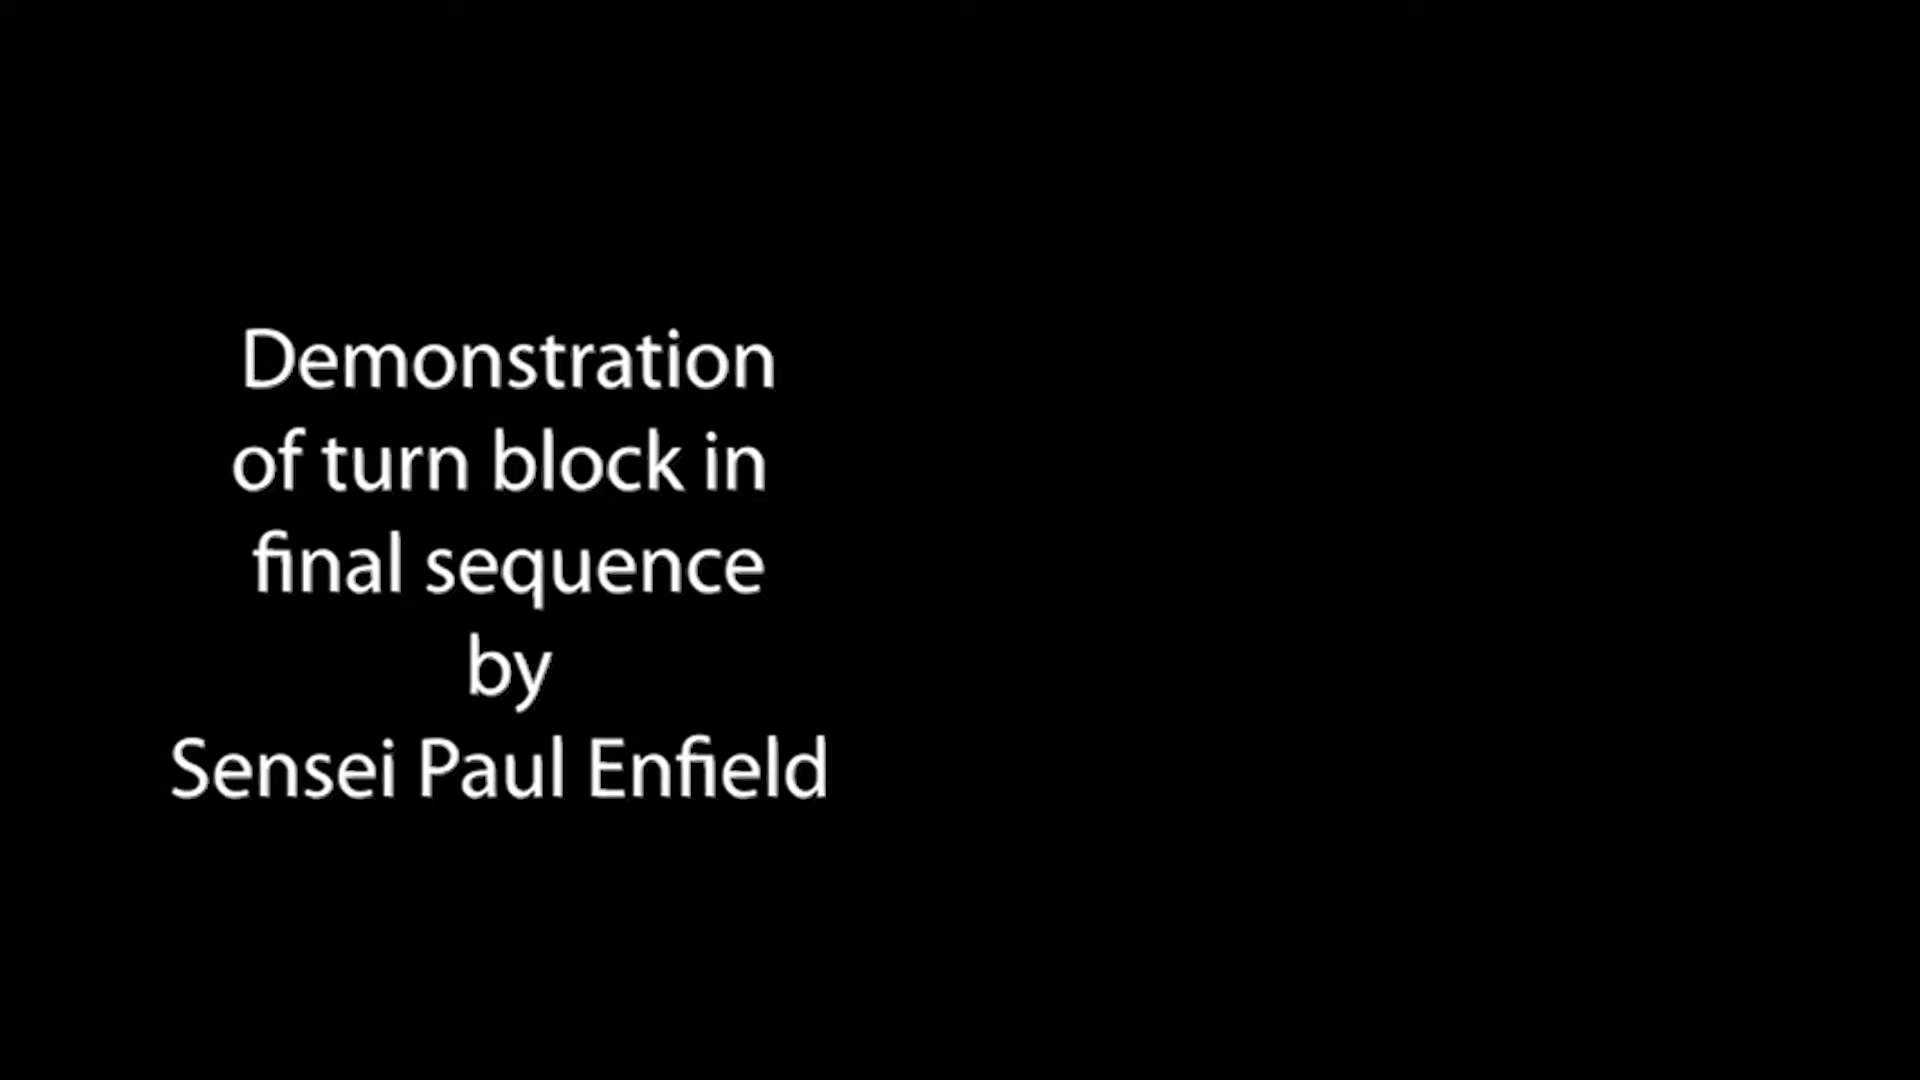 Demonstration
of turn block in
final sequence
by
Sensei Paul Enfield